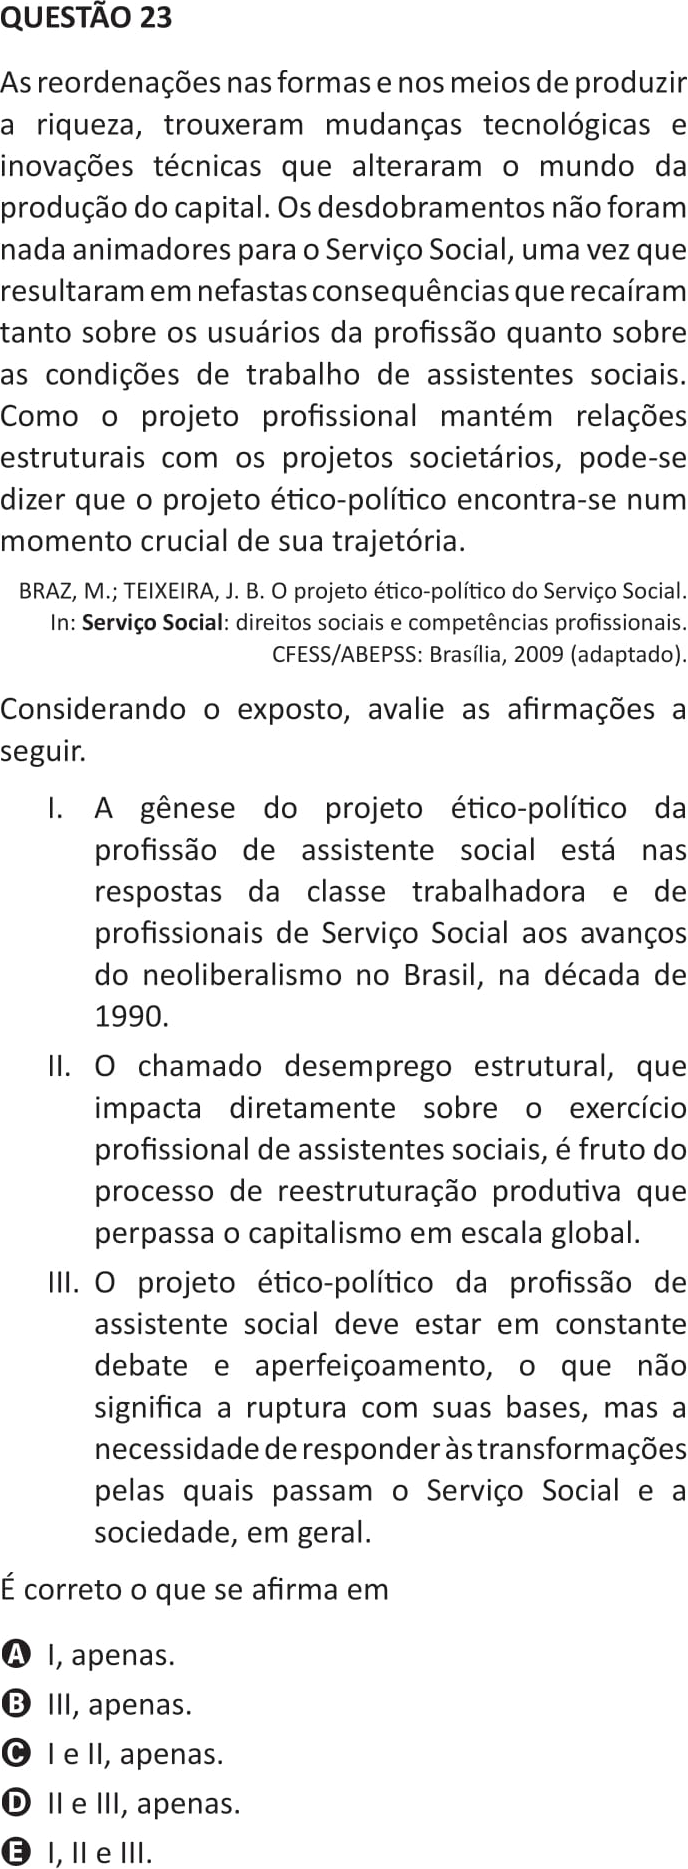 QUESTÃO 23
As reordenações nas formas e nos meios de produzir
a riqueza, trouxeram mudanças tecnológicas e
inovações técnicas que alteraram o mundo da
produção do capital. Os desdobramentos não foram
nada animadores para o Serviço Social, uma vez que
resultaram em nefastas consequências que recaíram
tanto sobre os usuários da profissão quanto sobre
as condições de trabalho de assistentes sociais.
Como o projeto profissional mantém relações
estruturais com os projetos societários, pode-se
dizer que o projeto ético-político encontra-se num
momento crucial de sua trajetória.
BRAZ, M.; TEIXEIRA, J. B. O projeto ético-político do Serviço Social.
In: Serviço Social: direitos sociais e competências profissionais.
CFESS/ABEPSS: Brasília, 2009 (adaptado).
Considerando o exposto, avalie as afirmações a
seguir.
I. A gênese do projeto ético-político da
profissão de assistente social está nas
respostas da classe trabalhadora e de
profissionais de Serviço Social aos avanços
do neoliberalismo no Brasil, na década de
1990.
II. O chamado desemprego estrutural, que
impacta diretamente sobre o exercício
profissional de assistentes sociais, é fruto do
processo de reestruturação produtiva que
perpassa o capitalismo em escala global.
III. O projeto ético-político da profissão de
assistente social deve estar em constante
debate e aperfeiçoamento, o que não
significa a ruptura com suas bases, mas a
necessidade de responder às transformações
pelas quais passam o Serviço Social e a
sociedade, em geral.
É correto o que se afirma em
A I, apenas.
B III, apenas.
C I e II, apenas.
D II e III, apenas.
E I, II e III.